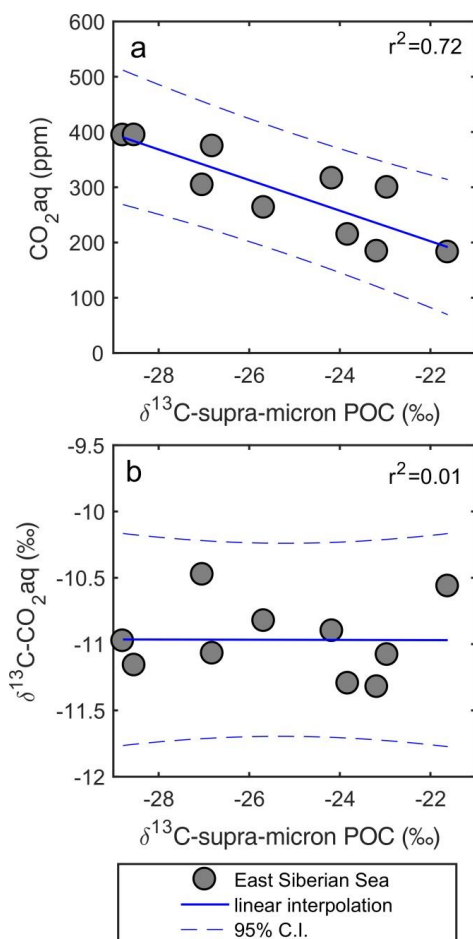 a
r²=0.72
600
500
400
300
200
100
0
CO₂aq (ppm)
-28
-26
-24
-22
δ¹³C-supra-micron POC (‰)
b
r²=0.01
-9.5
-10
-10.5
-11
-11.5
-12
δ¹³C-CO₂aq (‰)
-28
-26
-24
-22
δ¹³C-supra-micron POC (‰)
East Siberian Sea
linear interpolation
95% C.I.